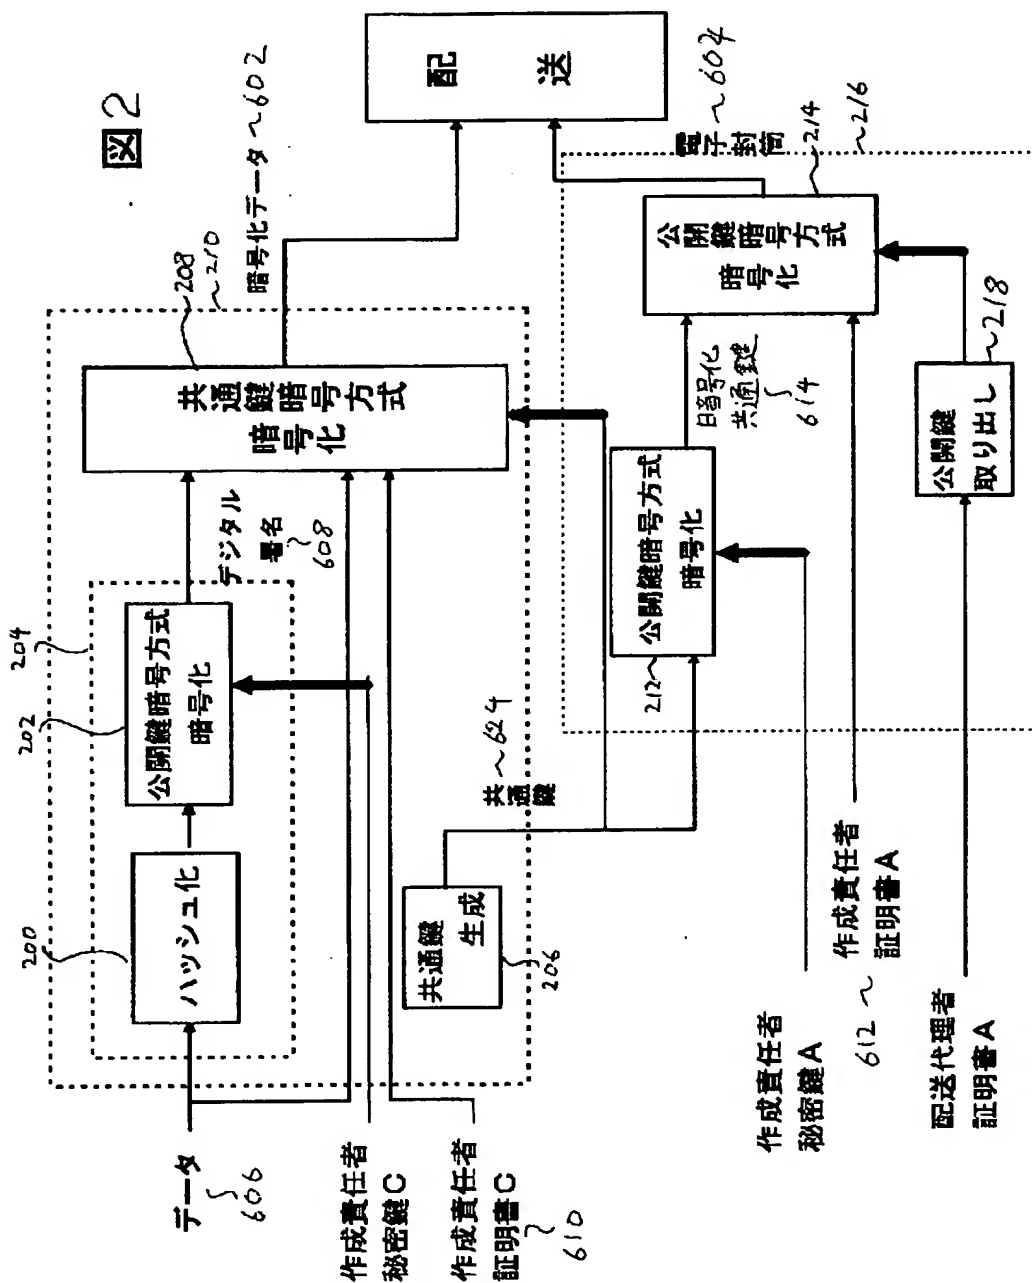 図2
データ
~606
200
ハッシュ化
202
公開鍵暗号方式
暗号化
204
デジタル
署名
~608
208
~210
共通鍵暗号方式
暗号化
暗号化データ~602
配送
作成責任者
秘密鍵C
作成責任者
証明書C
~610
共通鍵
生成
206
共通鍵~624
212
公開鍵暗号方式
暗号化
暗号化
共通鍵
~614
公開鍵暗号方式
暗号化
214
~216
電子封筒~604
作成責任者
秘密鍵A
612~
作成責任者
証明書A
配送代理者
証明書A
公開鍵
取り出し
~218